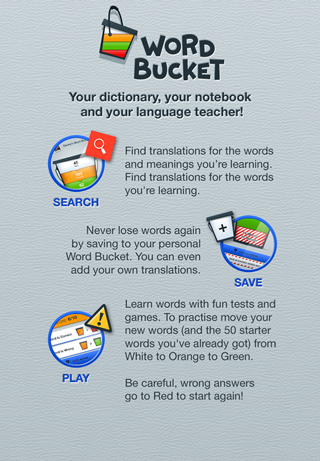 WORD
BUCKET
Your dictionary, your notebook
and your language teacher!
Find translations for the words
and meanings you're learning.
Find translations for the words
you're learning.
SEARCH
Never lose words again
by saving to your personal
Word Bucket. You can even
add your own translations.
SAVE
Learn words with fun tests and
games. To practise move your
new words (and the 50 starter
words you've already got) from
White to Orange to Green.
PLAY
Be careful, wrong answers
go to Red to start again!